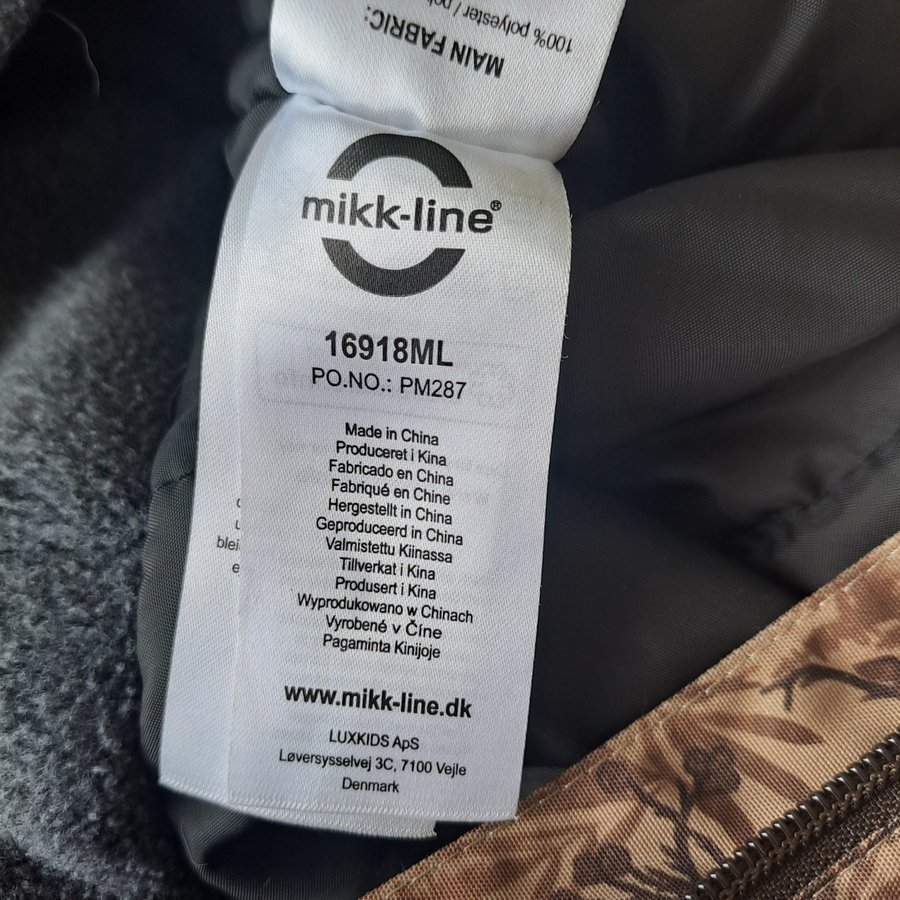 100% polyester /
MAIN FABRIC:
mikk-line®
16918ML
PO.NO.: PM287
Made in China
Produceret i Kina
Fabricado en China
Fabriqué en Chine
Hergestellt in China
Geproduceerd in China
Valmistettu Kiinassa
Tillverkat i Kina
Produsert i Kina
Wyprodukowano w Chinach
Vyrobené v Číne
Pagaminta Kinijoje
www.mikk-line.dk
LUXKIDS ApS
Løversysselvej 3C, 7100 Vejle
Denmark